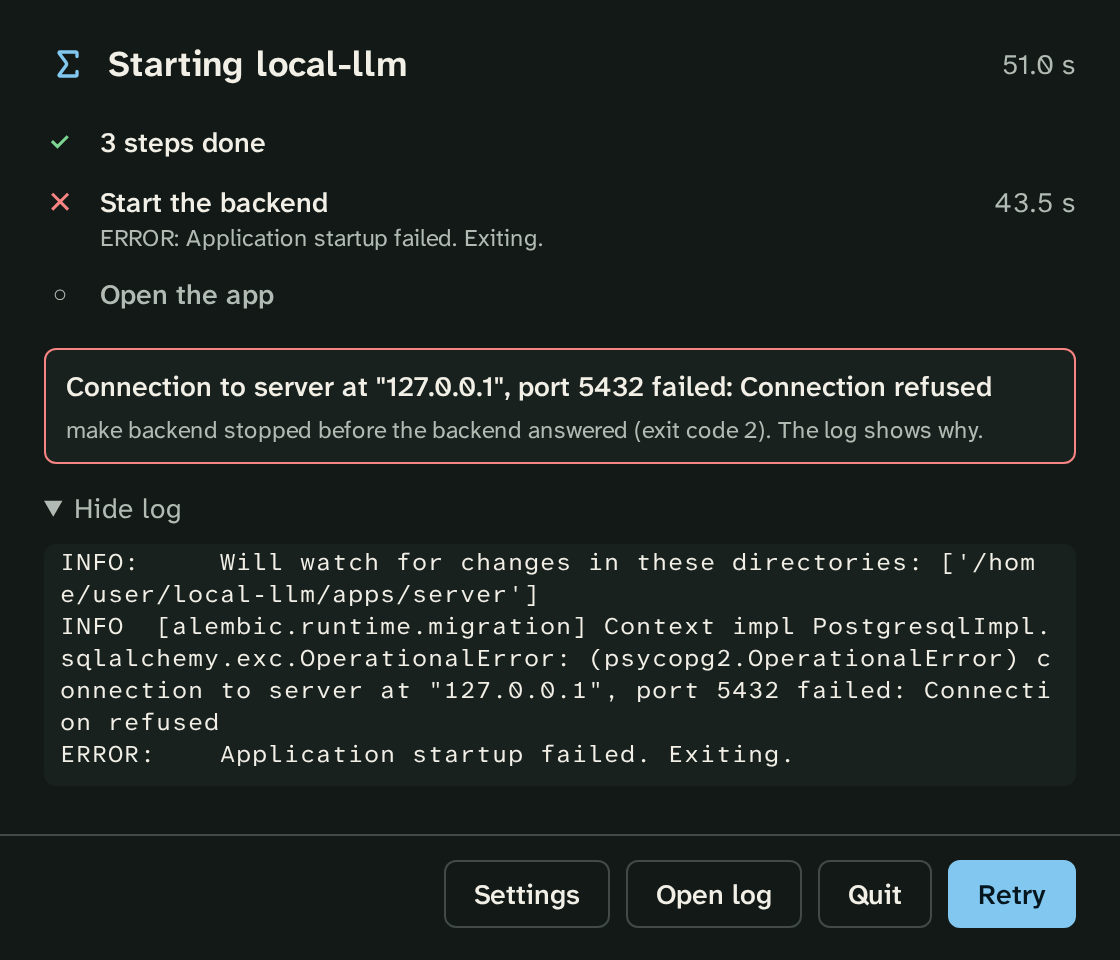 Σ Starting local-llm 51.0 s
3 steps done
Start the backend 43.5 s
ERROR: Application startup failed. Exiting.
Open the app
Connection to server at "127.0.0.1", port 5432 failed: Connection refused
make backend stopped before the backend answered (exit code 2). The log shows why.
▼ Hide log
INFO:     Will watch for changes in these directories: ['/hom
e/user/local-llm/apps/server']
INFO  [alembic.runtime.migration] Context impl PostgresqlImpl.
sqlalchemy.exc.OperationalError: (psycopg2.OperationalError) c
onnection to server at "127.0.0.1", port 5432 failed: Connecti
on refused
ERROR:    Application startup failed. Exiting.
Settings Open log Quit Retry